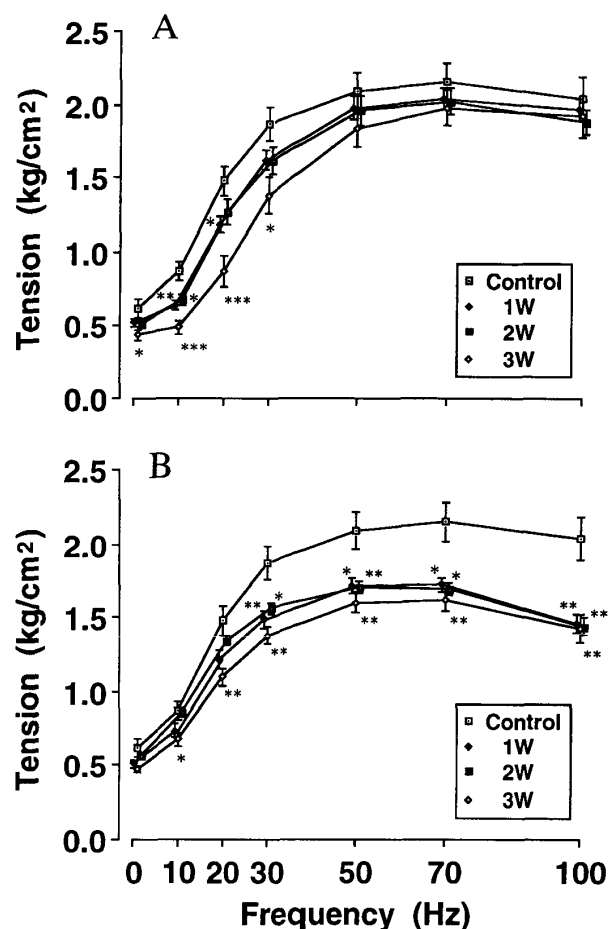 A
2.5
2.0
1.5
1.0
0.5
0.0
Tension (kg/cm²)
*
** *
*
* *** *** *
Control
1W
2W
3W
B
2.5
2.0
1.5
1.0
0.5
0.0
Tension (kg/cm²)
** *
* **
* *
** **
* ** ** ** ** **
Control
1W
2W
3W
0 10 20 30 50 70 100
Frequency (Hz)